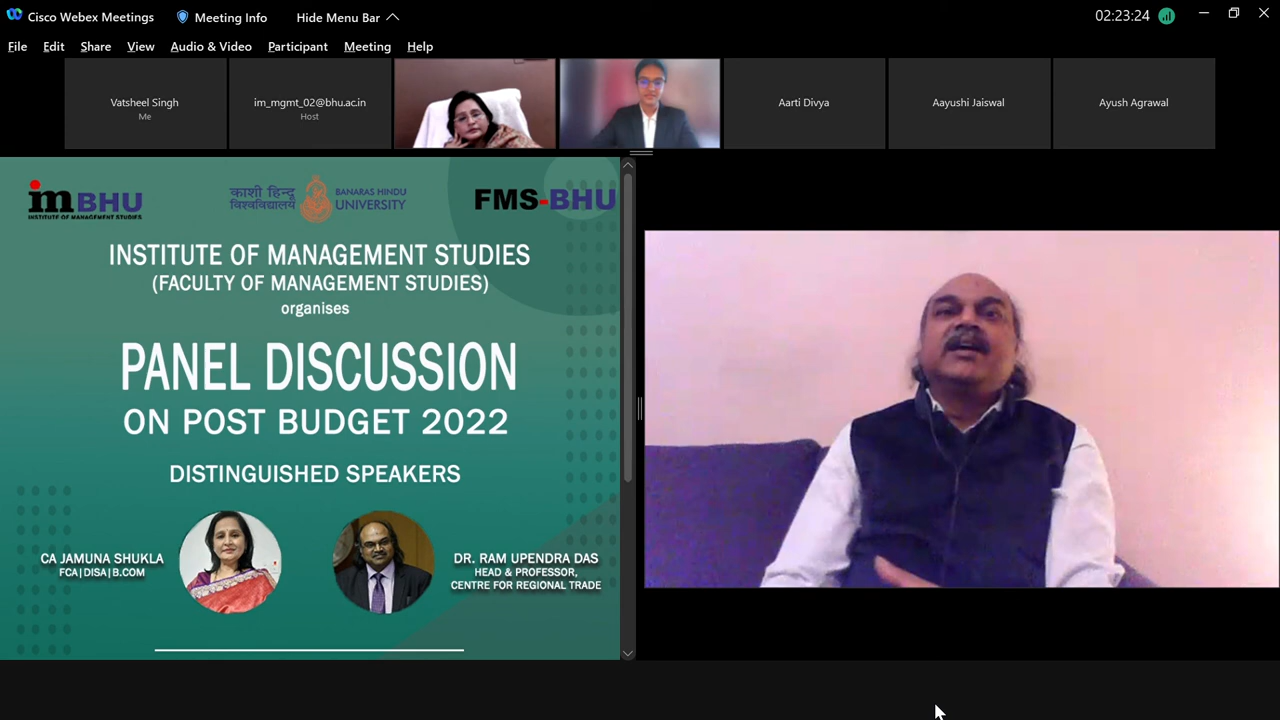 Cisco Webex Meetings
Meeting Info
Hide Menu Bar
02:23:24
File Edit Share View Audio & Video Participant Meeting Help
Vatsheel Singh
Me
im_mgmt_02@bhu.ac.in
Host
Aarti Divya
Aayushi Jaiswal
Ayush Agrawal
imBHU
INSTITUTE OF MANAGEMENT STUDIES
काशी हिन्दू
विश्वविद्यालय
BANARAS HINDU
UNIVERSITY
FMS-BHU
INSTITUTE OF MANAGEMENT STUDIES
(FACULTY OF MANAGEMENT STUDIES)
organises
PANEL DISCUSSION
ON POST BUDGET 2022
DISTINGUISHED SPEAKERS
CA JAMUNA SHUKLA
FCA|DISA|B.COM
DR. RAM UPENDRA DAS
HEAD & PROFESSOR,
CENTRE FOR REGIONAL TRADE